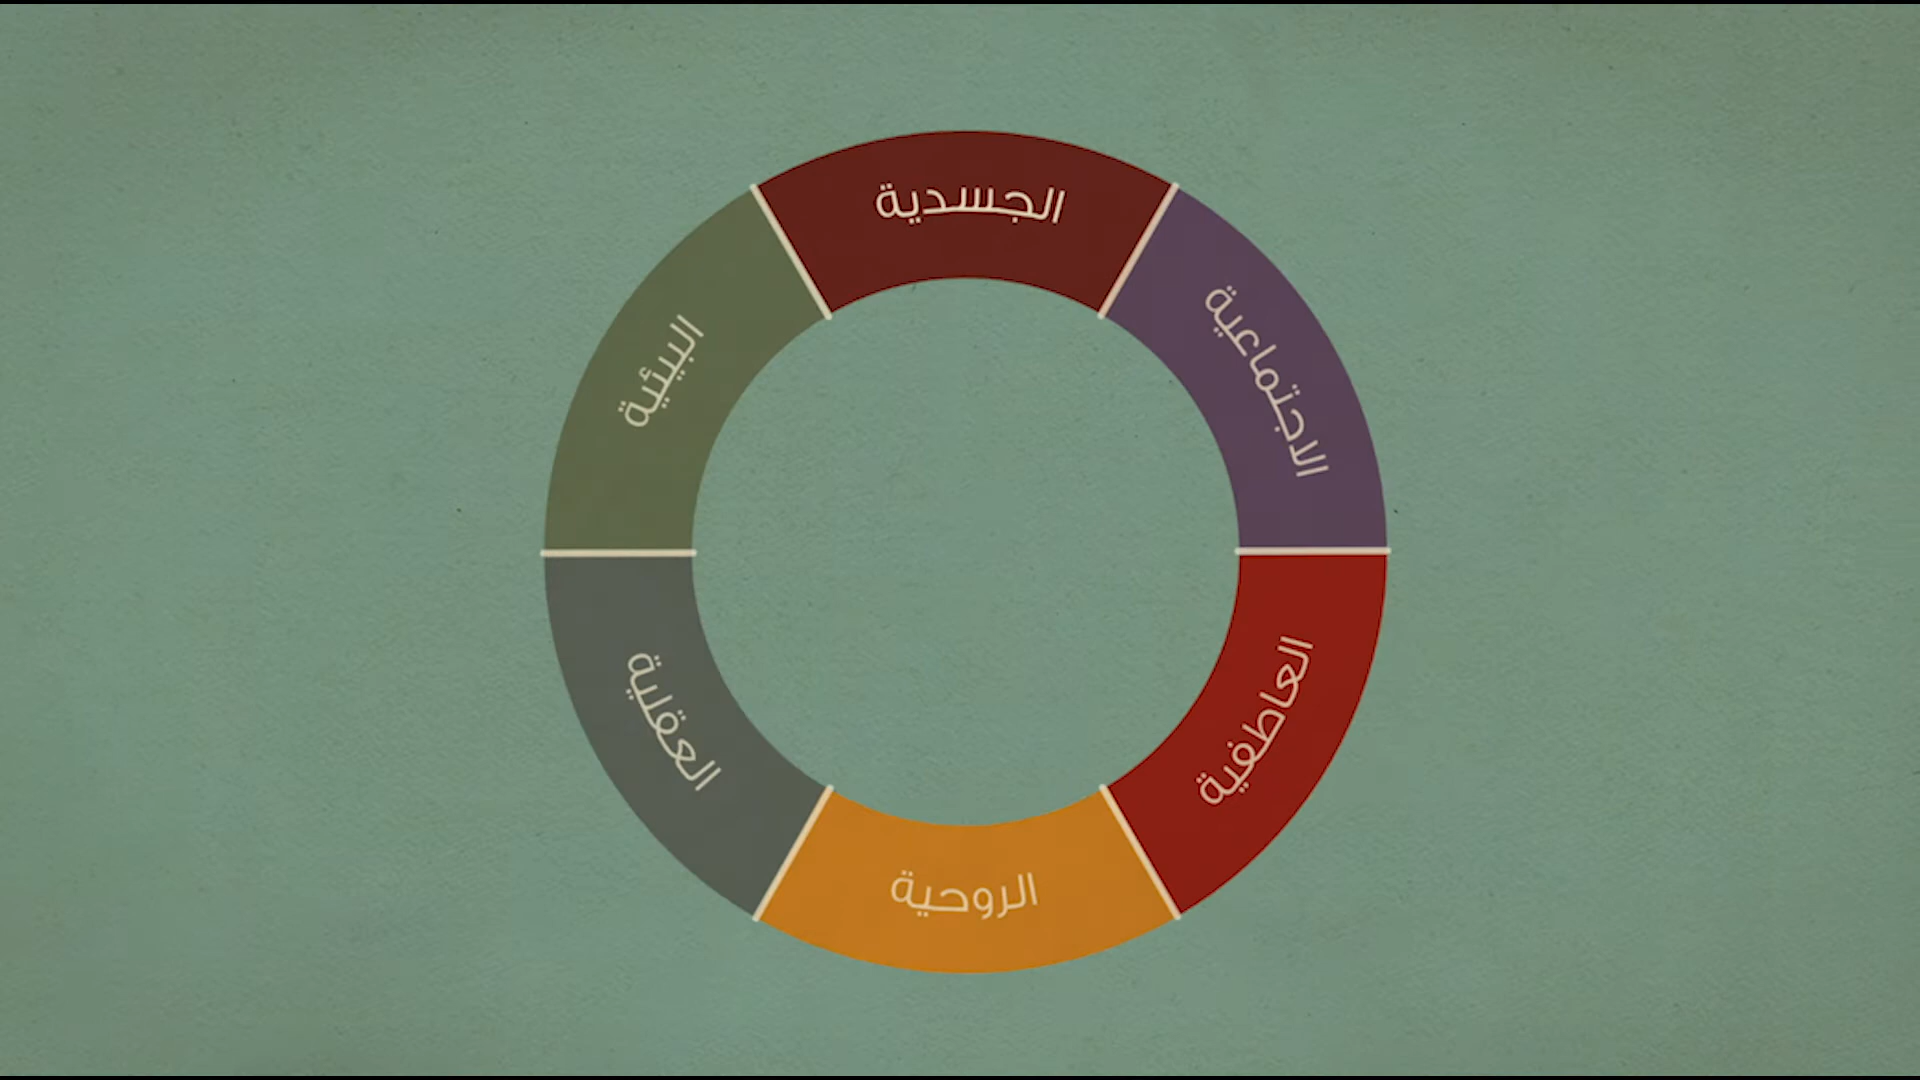 الجسدية
الاجتماعية
العاطفية
الروحية
العقلية
البيئية